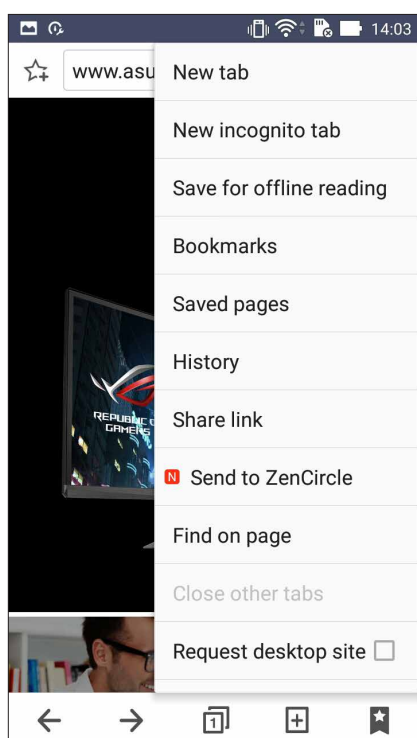 14:03
www.asu
New tab
New incognito tab
Save for offline reading
Bookmarks
Saved pages
History
REPUBLIC
GAMERS
Share link
N Send to ZenCircle
Find on page
Close other tabs
Request desktop site
1